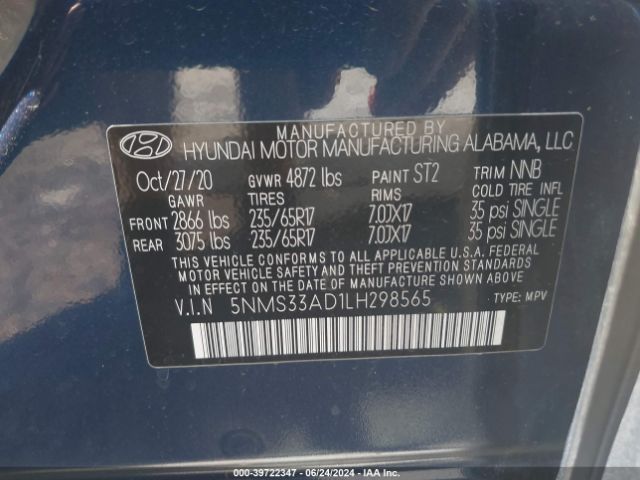 MANUFACTURED BY
HYUNDAI MOTOR MANUFACTURING ALABAMA, LLC
Oct/27/20 GVWR 4872 lbs PAINT ST2 TRIM NNB
GAWR TIRES RIMS COLD TIRE INFL
FRONT 2866 lbs 235/65R17 7.0JX17 35 psi SINGLE
REAR 3075 lbs 235/65R17 7.0JX17 35 psi SINGLE
THIS VEHICLE CONFORMS TO ALL APPLICABLE U.S.A. FEDERAL
MOTOR VEHICLE SAFETY, BUMPER, AND THEFT PREVENTION STANDARDS
IN EFFECT ON THE DATE OF MANUFACTURE SHOWN ABOVE
V.I.N 5NMS33AD1LH298565 TYPE: MPV
000-39722347 - 06/24/2024 - IAA Inc.